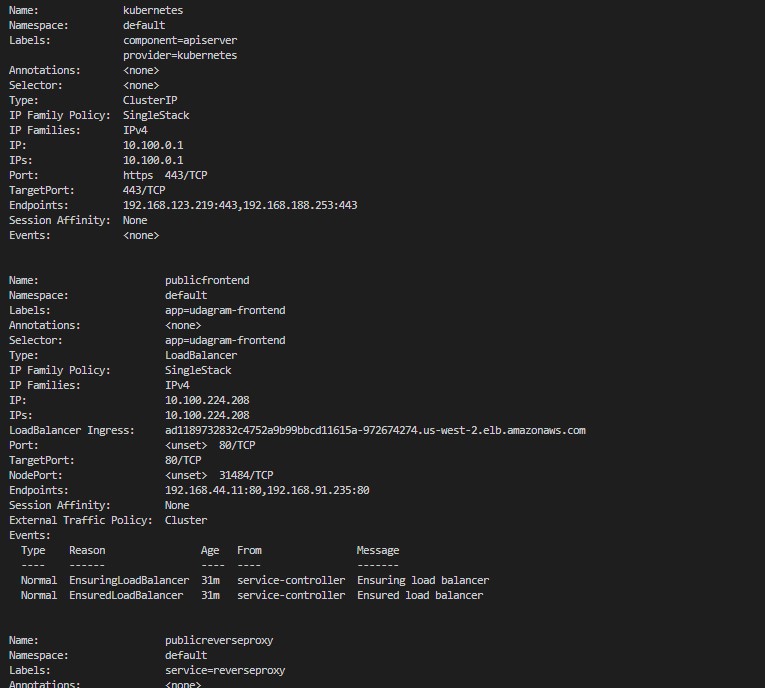 Name:              kubernetes
Namespace:         default
Labels:            component=apiserver
                   provider=kubernetes
Annotations:       <none>
Selector:          <none>
Type:              ClusterIP
IP Family Policy:  SingleStack
IP Families:       IPv4
IP:                10.100.0.1
IPs:               10.100.0.1
Port:              https  443/TCP
TargetPort:        443/TCP
Endpoints:         192.168.123.219:443,192.168.188.253:443
Session Affinity:  None
Events:            <none>
Name:                     publicfrontend
Namespace:                default
Labels:                   app=udagram-frontend
Annotations:              <none>
Selector:                 app=udagram-frontend
Type:                     LoadBalancer
IP Family Policy:         SingleStack
IP Families:              IPv4
IP:                       10.100.224.208
IPs:                      10.100.224.208
LoadBalancer Ingress:     ad1189732832c4752a9b99bbcd11615a-972674274.us-west-2.elb.amazonaws.com
Port:                     <unset>  80/TCP
TargetPort:               80/TCP
NodePort:                 <unset>  31484/TCP
Endpoints:                192.168.44.11:80,192.168.91.235:80
Session Affinity:         None
External Traffic Policy:  Cluster
Events:
  Type    Reason                Age   From                Message
  ----    ------                ----  ----                -------
  Normal  EnsuringLoadBalancer  31m   service-controller  Ensuring load balancer
  Normal  EnsuredLoadBalancer   31m   service-controller  Ensured load balancer
Name:                     publicreverseproxy
Namespace:                default
Labels:                   service=reverseproxy
Annotations:              <none>